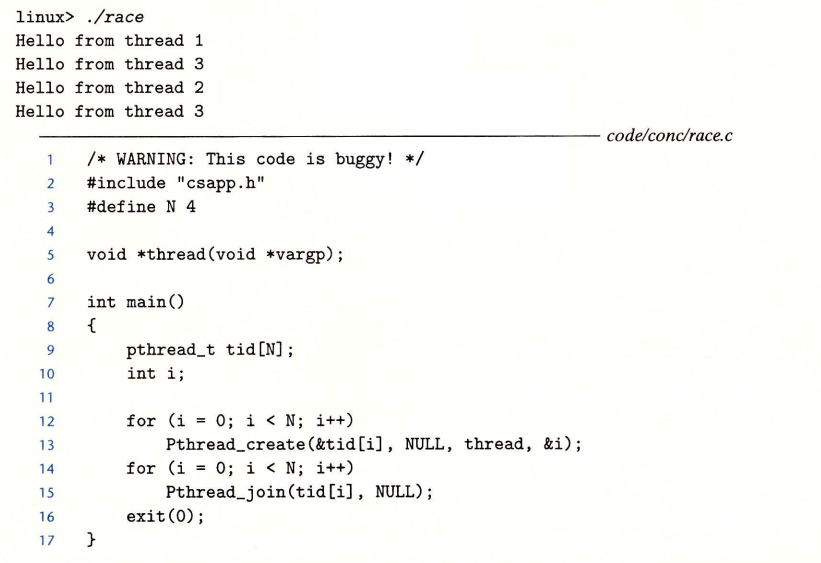 linux> ./race
Hello from thread 1
Hello from thread 3
Hello from thread 2
Hello from thread 3
code/conc/race.c
1 /* WARNING: This code is buggy! */
2 #include "csapp.h"
3 #define N 4
4
5 void *thread(void *vargp);
6
7 int main()
8 {
9     pthread_t tid[N];
10     int i;
11
12     for (i = 0; i < N; i++)
13         Pthread_create(&tid[i], NULL, thread, &i);
14     for (i = 0; i < N; i++)
15         Pthread_join(tid[i], NULL);
16     exit(0);
17 }